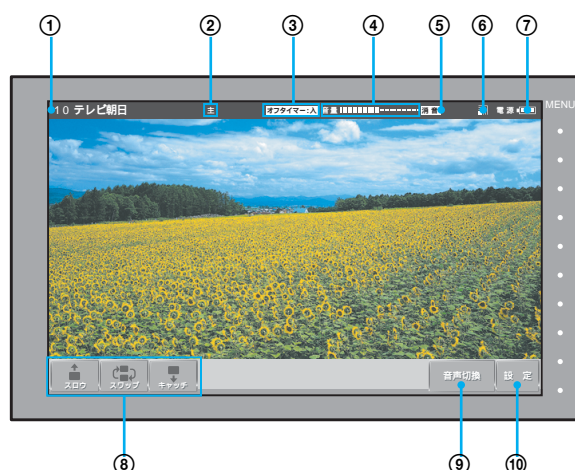 ① ② ③ ④ ⑤ ⑥ ⑦
10 テレビ朝日 主 オフタイマー:入 音量 消音 電源
MENU
スロウ スワップ キャッチ 音声切換 設定
⑧ ⑨ ⑩